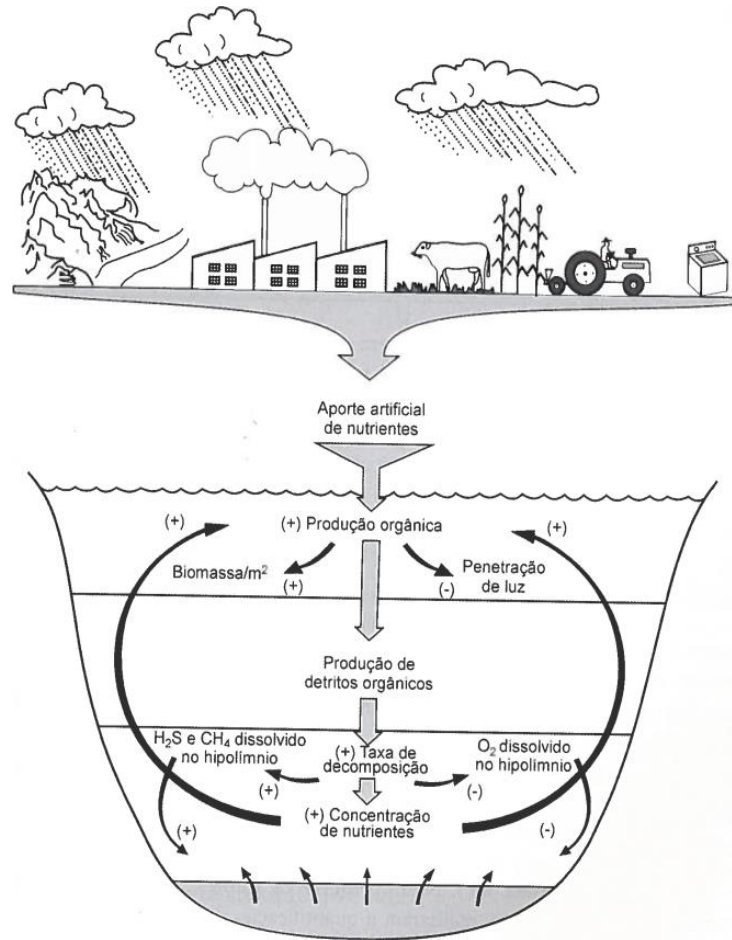 Aporte artificial
de nutrientes
(+)
(+) Produção orgânica
(+)
Biomassa/m²
(+)
(-)
Penetração
de luz
Produção de
detritos orgânicos
H₂S e CH₄ dissolvido
no hipolímnio
(+) Taxa de
decomposição
O₂ dissolvido
no hipolímnio
(+)
(-)
(+)
(+) Concentração
de nutrientes
(-)